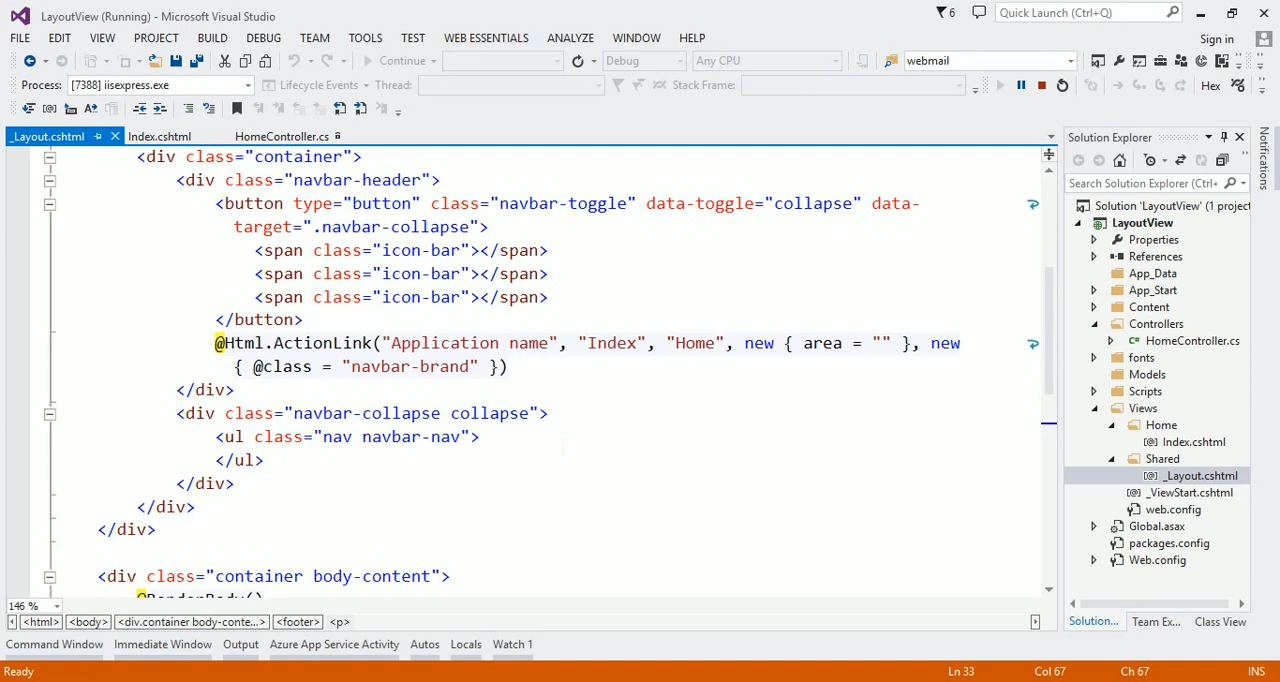 LayoutView (Running) - Microsoft Visual Studio
6
Quick Launch (Ctrl+Q)
FILE EDIT VIEW PROJECT BUILD DEBUG TEAM TOOLS TEST WEB ESSENTIALS ANALYZE WINDOW HELP
Sign in
Continue Debug Any CPU webmail
Process: [7388] iisexpress.exe Lifecycle Events Thread: Stack Frame: Hex
_Layout.cshtml Index.cshtml HomeController.cs
<div class="container">
<div class="navbar-header">
<button type="button" class="navbar-toggle" data-toggle="collapse" data-
target=".navbar-collapse">
<span class="icon-bar"></span>
<span class="icon-bar"></span>
<span class="icon-bar"></span>
</button>
@Html.ActionLink("Application name", "Index", "Home", new { area = "" }, new
{ @class = "navbar-brand" })
</div>
<div class="navbar-collapse collapse">
<ul class="nav navbar-nav">
</ul>
</div>
</div>
</div>
<div class="container body-content">
@RenderBody()
146 %
<html> <body> <div.container body-conte...> <footer> <p>
Solution Explorer
Search Solution Explorer (Ctrl+
Solution 'LayoutView' (1 project
LayoutView
Properties
References
App_Data
App_Start
Content
Controllers
HomeController.cs
fonts
Models
Scripts
Views
Home
Index.cshtml
Shared
_Layout.cshtml
_ViewStart.cshtml
web.config
Global.asax
packages.config
Web.config
Solution... Team Ex... Class View
Notifications
Command Window Immediate Window Output Azure App Service Activity Autos Locals Watch 1
Ready Ln 33 Col 67 Ch 67 INS